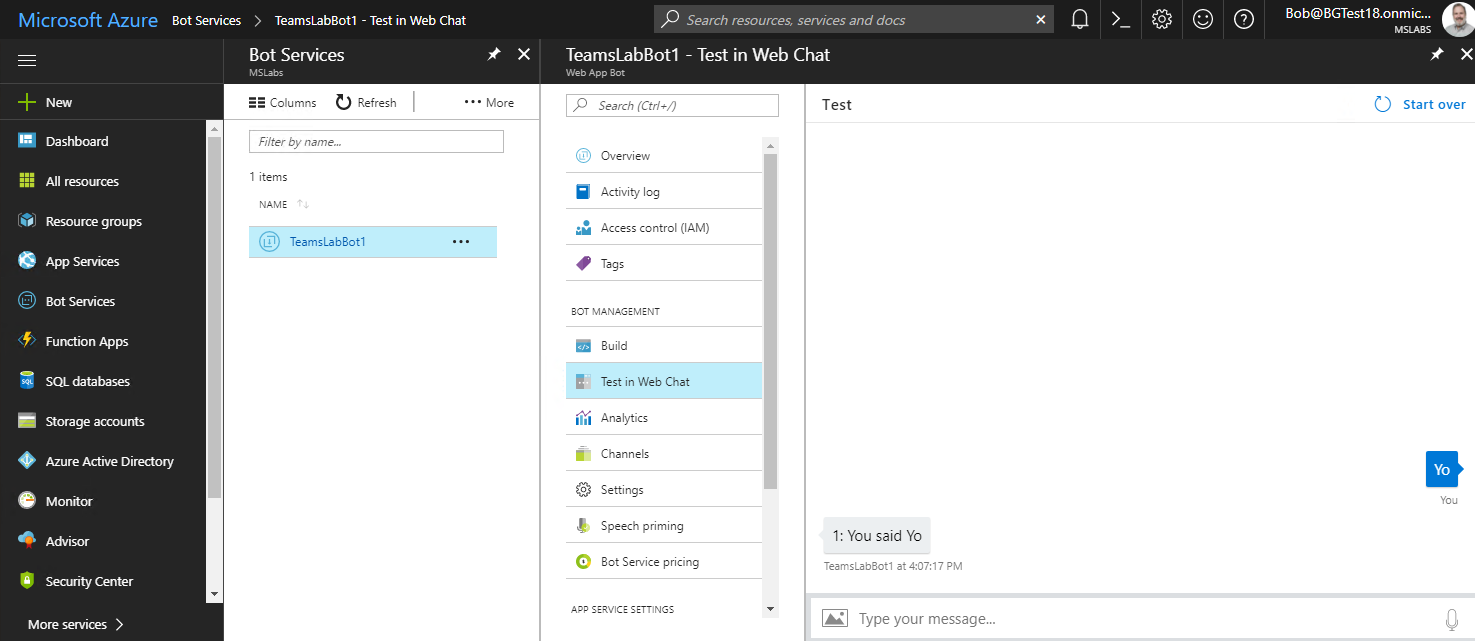 Microsoft Azure Bot Services > TeamsLabBot1 - Test in Web Chat
Search resources, services and docs
Bob@BGTest18.onmic...
MSLABS
New
Dashboard
All resources
Resource groups
App Services
Bot Services
Function Apps
SQL databases
Storage accounts
Azure Active Directory
Monitor
Advisor
Security Center
More services
Bot Services
MSLabs
Columns Refresh More
Filter by name...
1 items
NAME
TeamsLabBot1
TeamsLabBot1 - Test in Web Chat
Web App Bot
Search (Ctrl+/)
Overview
Activity log
Access control (IAM)
Tags
BOT MANAGEMENT
Build
Test in Web Chat
Analytics
Channels
Settings
Speech priming
Bot Service pricing
APP SERVICE SETTINGS
Test Start over
Yo
You
1: You said Yo
TeamsLabBot1 at 4:07:17 PM
Type your message...